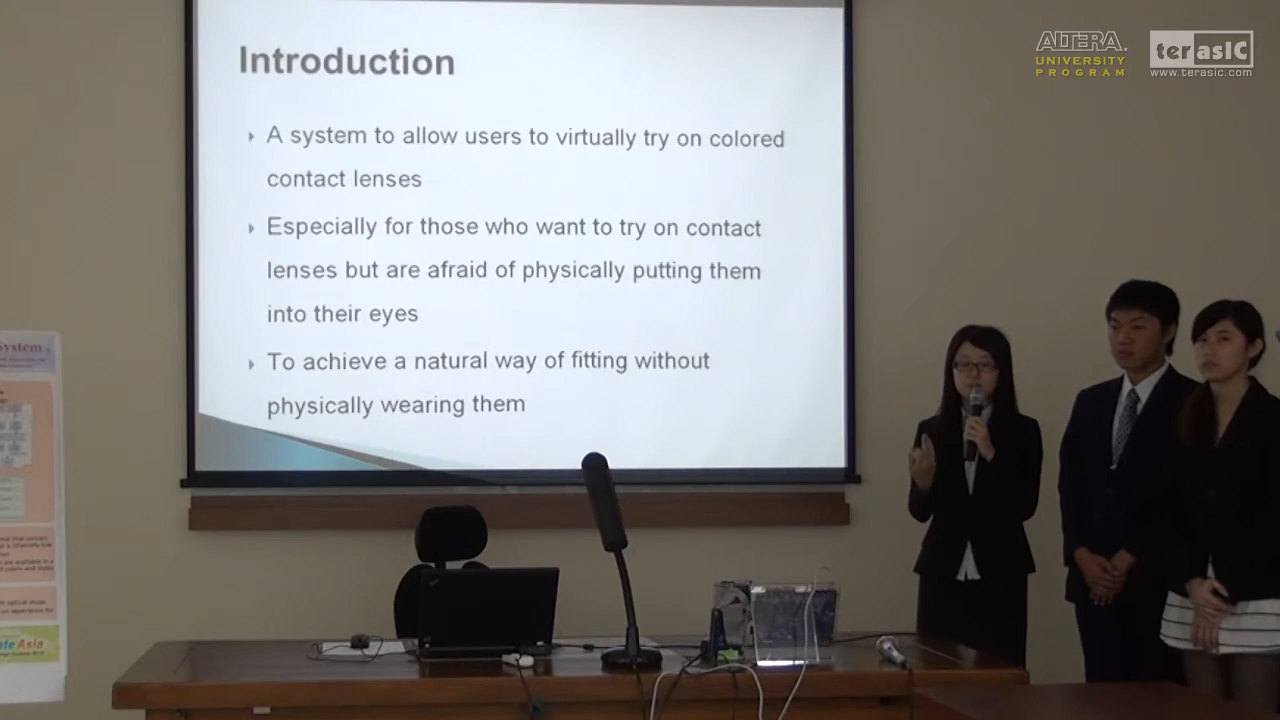 Introduction
A system to allow users to virtually try on colored
contact lenses
Especially for those who want to try on contact
lenses but are afraid of physically putting them
into their eyes
To achieve a natural way of fitting without
physically wearing them
ALTERA.
UNIVERSITY
PROGRAM
terasIC
www.terasic.com
System
Asia